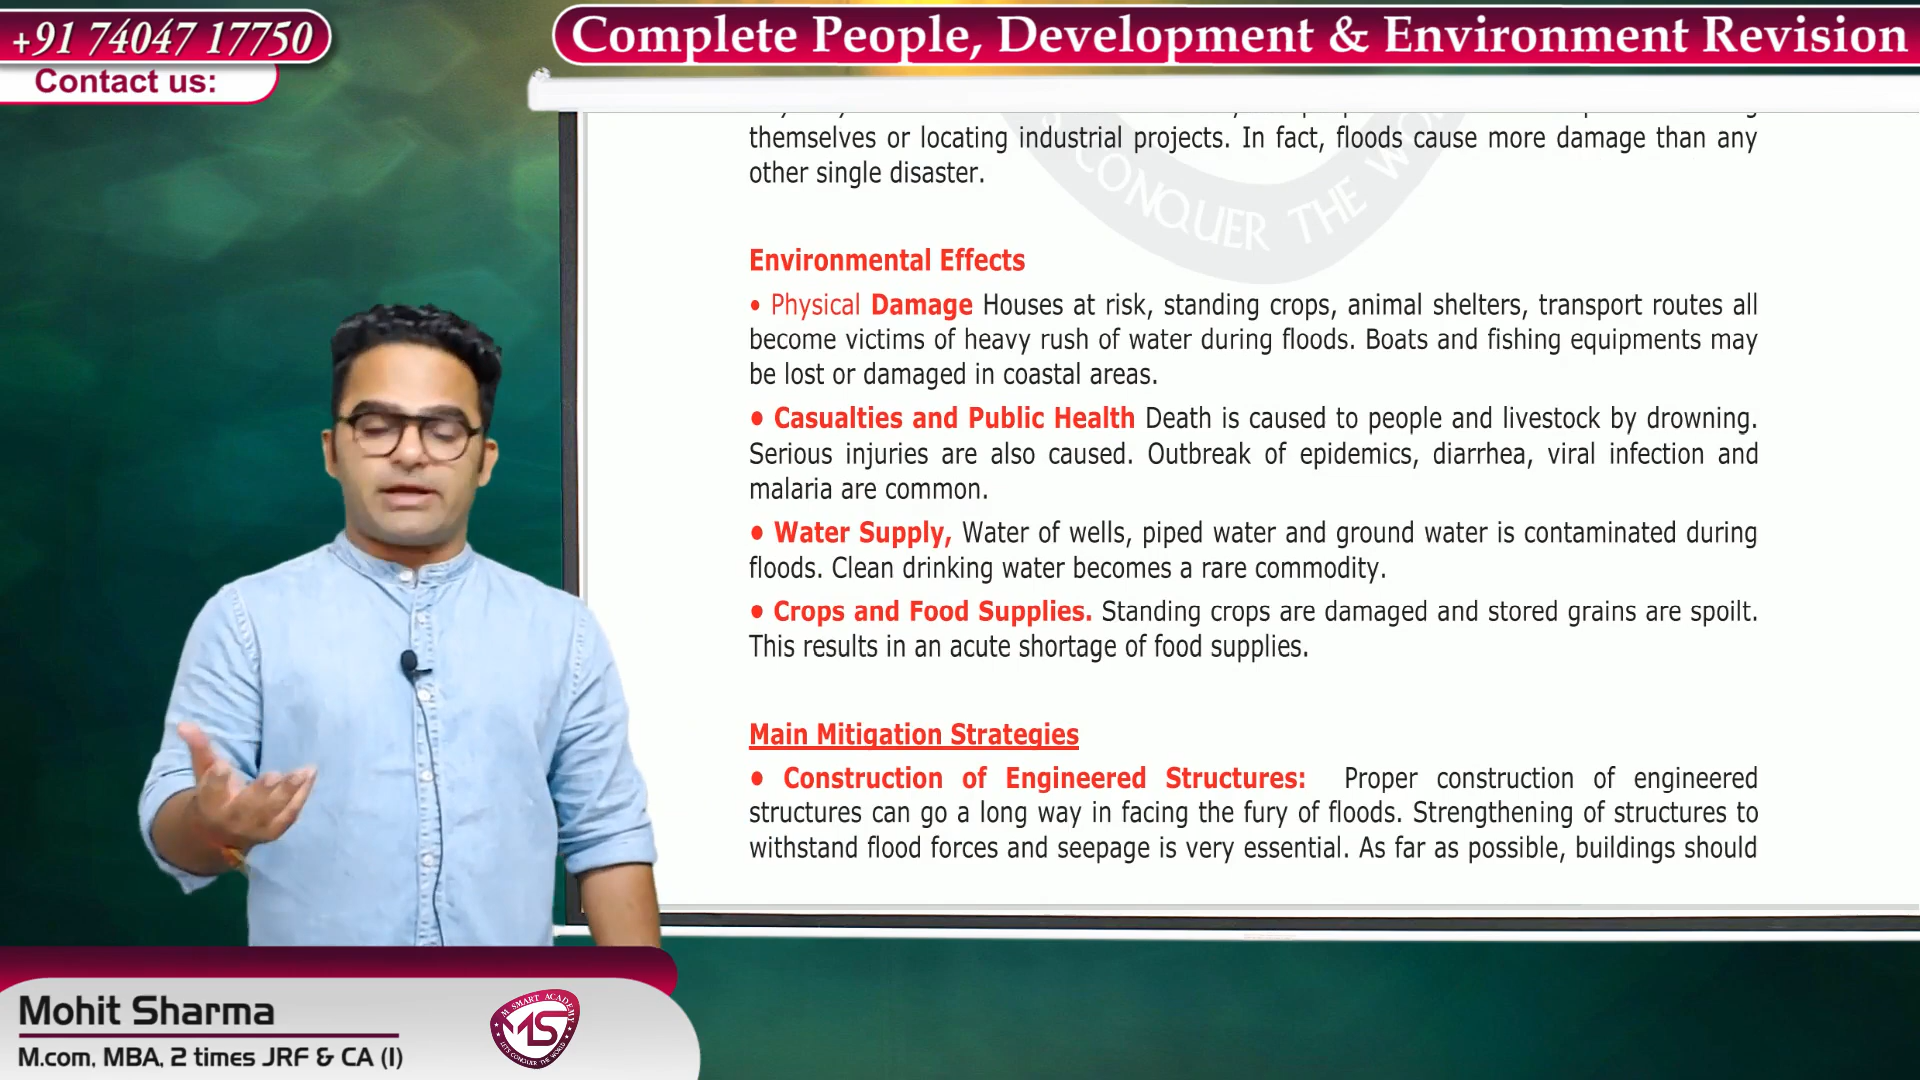 +91 74047 17750
Contact us:
Complete People, Development & Environment Revision
themselves or locating industrial projects. In fact, floods cause more damage than any
other single disaster.
CONQUER THE
Environmental Effects
• Physical Damage Houses at risk, standing crops, animal shelters, transport routes all
become victims of heavy rush of water during floods. Boats and fishing equipments may
be lost or damaged in coastal areas.
• Casualties and Public Health Death is caused to people and livestock by drowning.
Serious injuries are also caused. Outbreak of epidemics, diarrhea, viral infection and
malaria are common.
• Water Supply, Water of wells, piped water and ground water is contaminated during
floods. Clean drinking water becomes a rare commodity.
• Crops and Food Supplies. Standing crops are damaged and stored grains are spoilt.
This results in an acute shortage of food supplies.
Main Mitigation Strategies
• Construction of Engineered Structures: Proper construction of engineered
structures can go a long way in facing the fury of floods. Strengthening of structures to
withstand flood forces and seepage is very essential. As far as possible, buildings should
Mohit Sharma
M.com, MBA, 2 times JRF & CA (I)
M SMART ACADEMY
MS
LET'S CONQUER THE WORLD